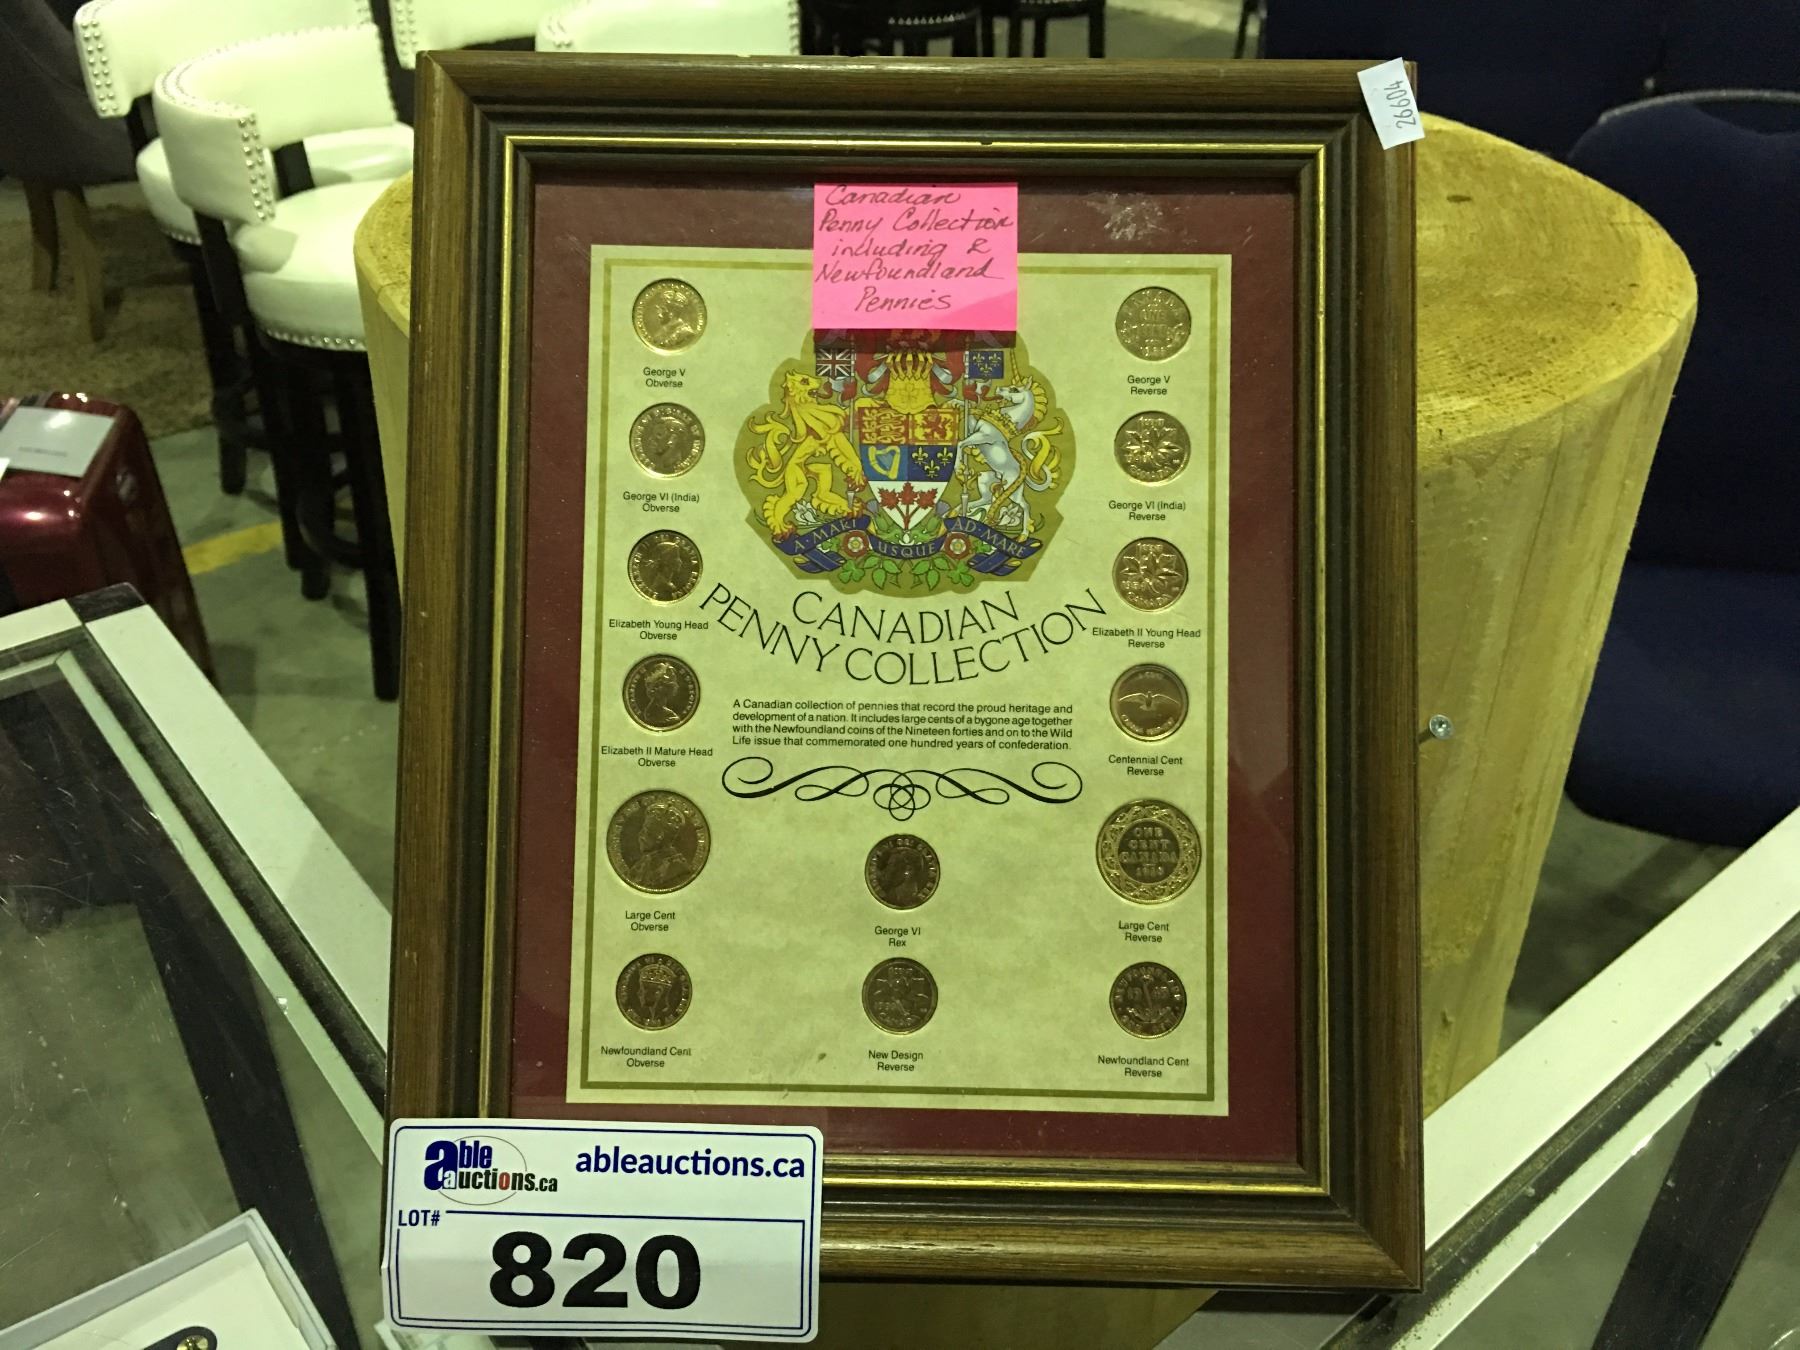 26604
Canadian
Penny Collection
including 2
Newfoundland
Pennies
George V
Obverse
George V
Reverse
George VI (India)
Obverse
George VI (India)
Reverse
A·MARI
USQUE
AD·MARE
Elizabeth Young Head
Obverse
Elizabeth II Young Head
Reverse
CANADIAN
PENNY COLLECTION
A Canadian collection of pennies that record the proud heritage and
development of a nation. It includes large cents of a bygone age together
with the Newfoundland coins of the Nineteen forties and on to the Wild
Life issue that commemorated one hundred years of confederation.
Elizabeth II Mature Head
Obverse
Centennial Cent
Reverse
ONE
CENT
CANADA
Large Cent
Obverse
George VI
Rex
Large Cent
Reverse
Newfoundland Cent
Obverse
New Design
Reverse
Newfoundland Cent
Reverse
able
auctions.ca
ableauctions.ca
LOT#
820